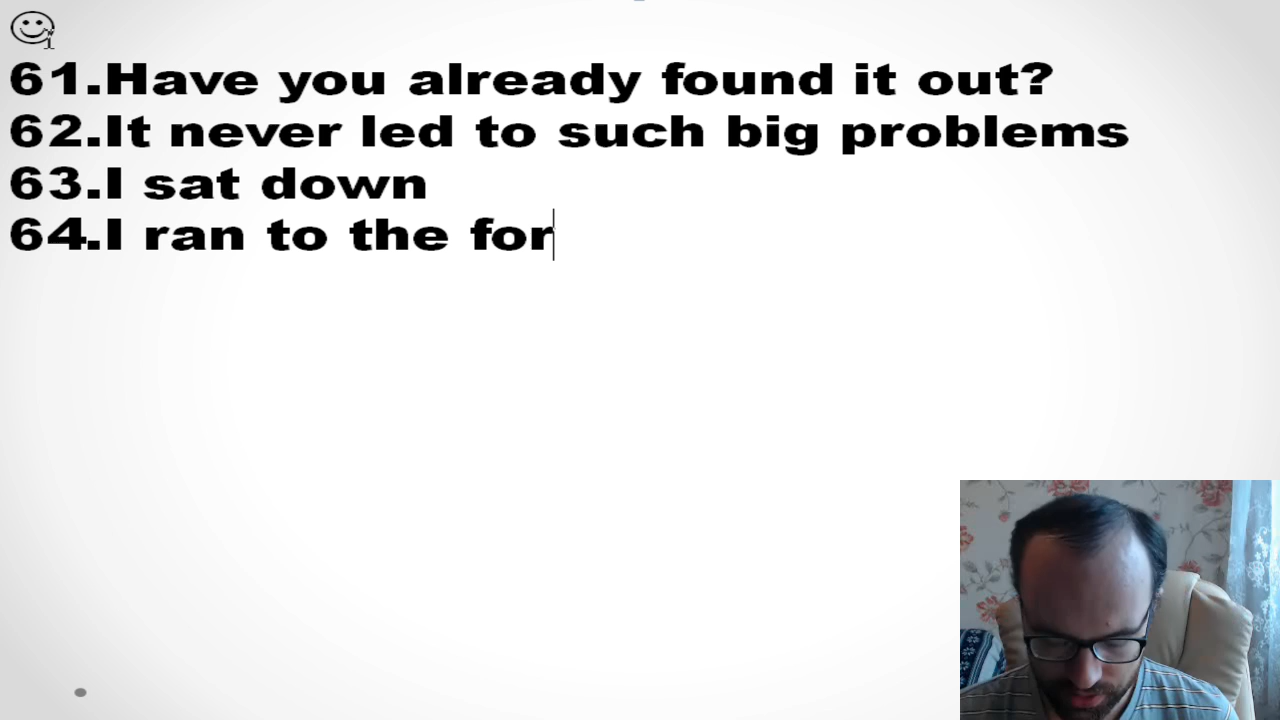 61.Have you already found it out?
62.It never led to such big problems
63.I sat down
64.I ran to the for